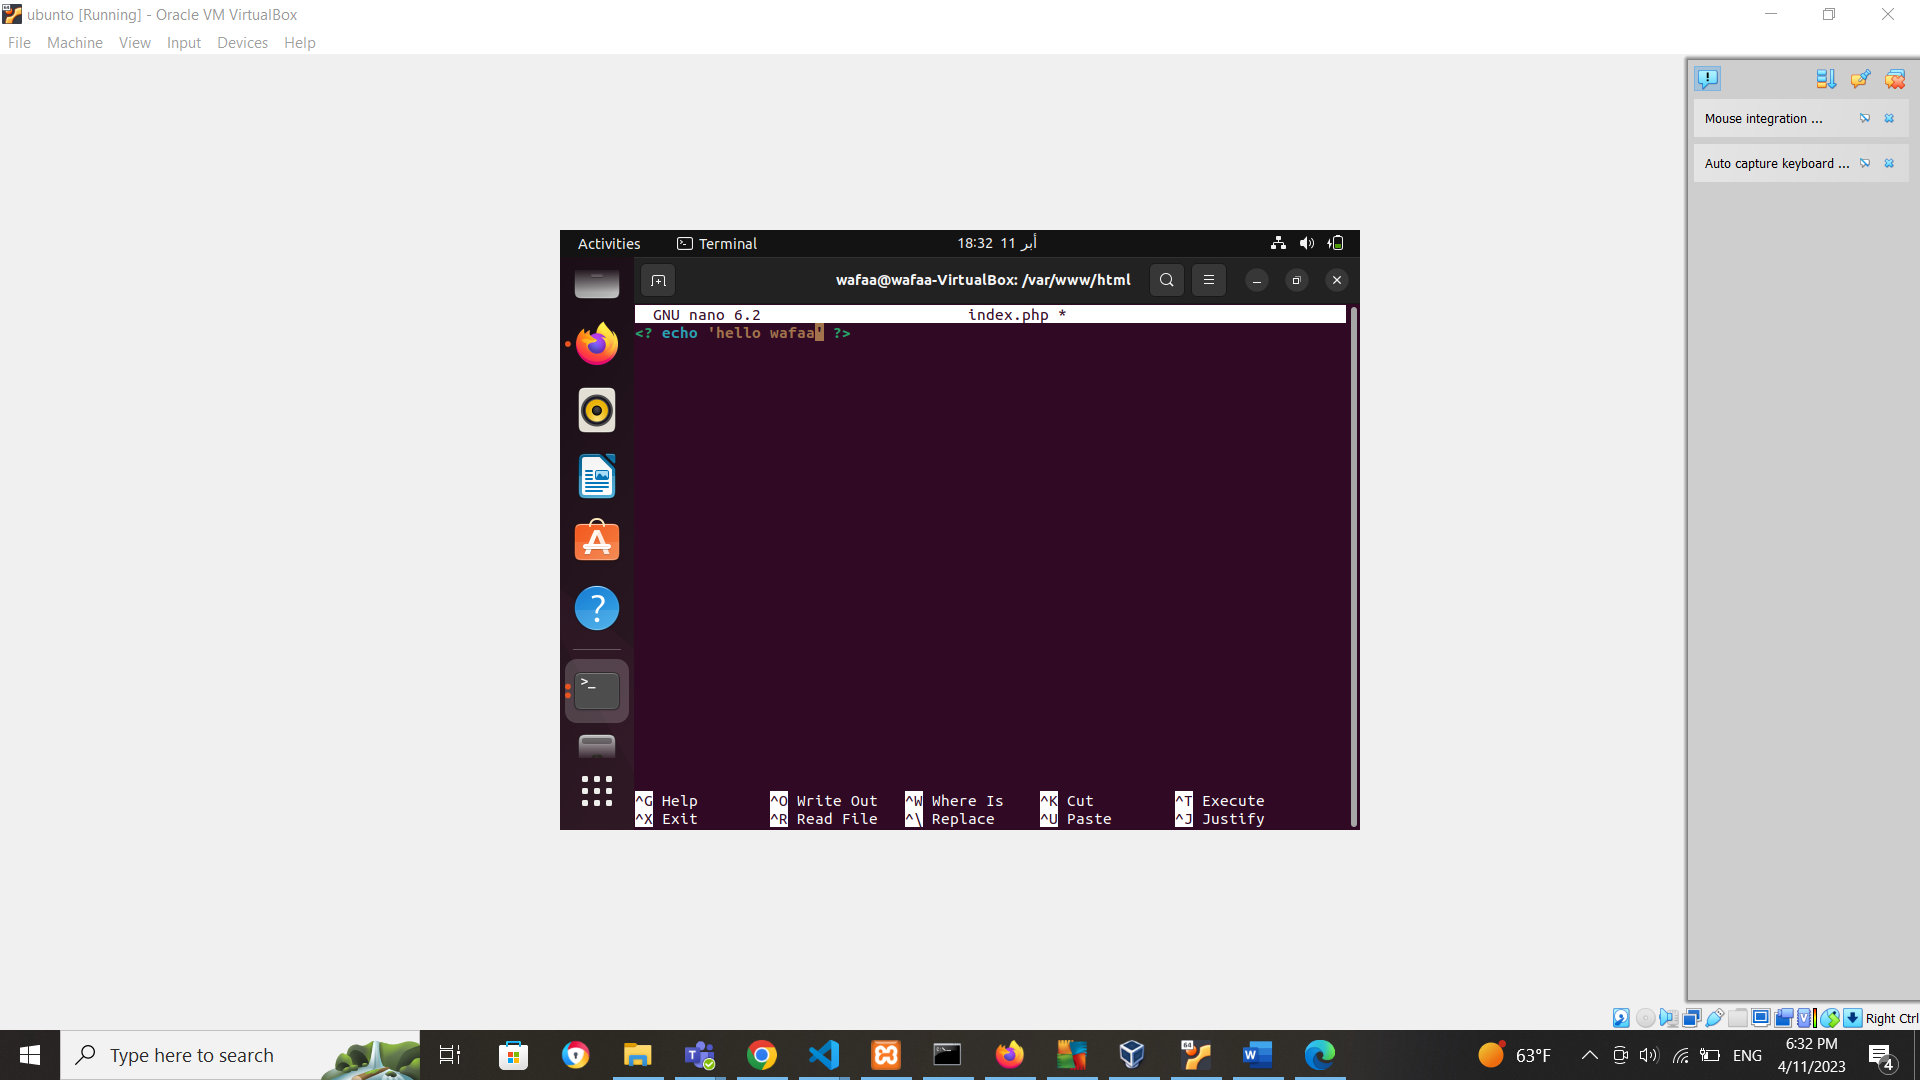 ubunto [Running] - Oracle VM VirtualBox
File Machine View Input Devices Help
Mouse integration ...
Auto capture keyboard ...
Activities Terminal 18:32 11 أبر
wafaa@wafaa-VirtualBox: /var/www/html
GNU nano 6.2 index.php *
<? echo 'hello wafaa' ?>
^G Help ^O Write Out ^W Where Is ^K Cut ^T Execute
^X Exit ^R Read File ^\ Replace ^U Paste ^J Justify
Right Ctrl
Type here to search
63°F ENG
6:32 PM
4/11/2023
4